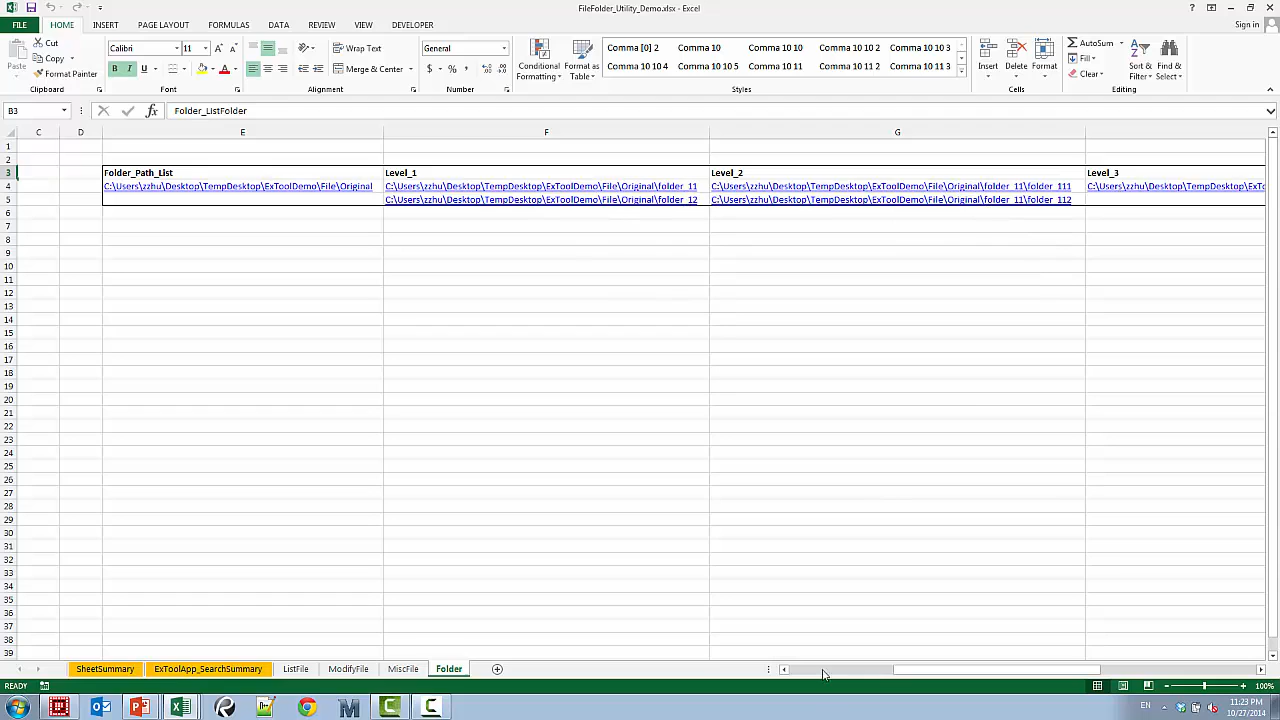 FileFolder_Utility_Demo.xlsx - Excel
FILE HOME INSERT PAGE LAYOUT FORMULAS DATA REVIEW VIEW DEVELOPER Sign in
Paste
Cut
Copy
Format Painter
Clipboard
Calibri 11
B I U
Font
Wrap Text
Merge & Center
Alignment
General
$ % ,
Number
Conditional Formatting
Format as Table
Comma [0] 2 Comma 10 Comma 10 10 Comma 10 10 2 Comma 10 10 3
Comma 10 10 4 Comma 10 10 5 Comma 10 11 Comma 10 11 2 Comma 10 11 3
Styles
Insert Delete Format
Cells
AutoSum
Fill
Clear
Sort & Filter
Find & Select
Editing
B3 fx Folder_ListFolder
C D E F G
1
2
3 Folder_Path_List Level_1 Level_2 Level_3
4 C:\Users\zzhu\Desktop\TempDesktop\ExToolDemo\File\Original C:\Users\zzhu\Desktop\TempDesktop\ExToolDemo\File\Original\folder_11 C:\Users\zzhu\Desktop\TempDesktop\ExToolDemo\File\Original\folder_11\folder_111 C:\Users\zzhu\Desktop\TempDesktop\ExTo
5 C:\Users\zzhu\Desktop\TempDesktop\ExToolDemo\File\Original\folder_12 C:\Users\zzhu\Desktop\TempDesktop\ExToolDemo\File\Original\folder_11\folder_112
6
7
8
9
10
11
12
13
14
15
16
17
18
19
20
21
22
23
24
25
26
27
28
29
30
31
32
33
34
35
36
37
38
39
SheetSummary ExToolApp_SearchSummary ListFile ModifyFile MiscFile Folder
READY 100%
EN 11:23 PM
10/27/2014